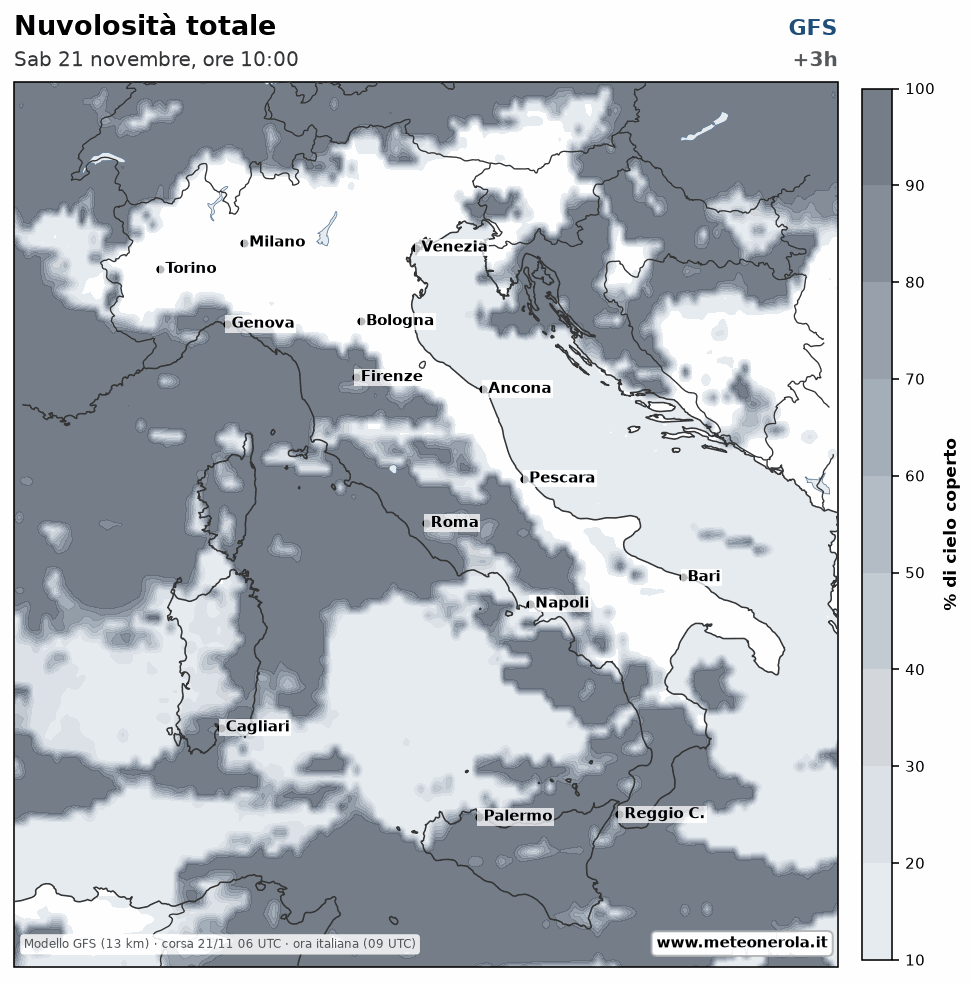 Nuvolosità totale
GFS
Sab 21 novembre, ore 10:00
+3h
100
90
80
70
60
50
40
30
20
10
% di cielo coperto
Milano
Venezia
Torino
Genova
Bologna
Firenze
Ancona
Pescara
Roma
Bari
Napoli
Cagliari
Palermo
Reggio C.
Modello GFS (13 km) · corsa 21/11 06 UTC · ora italiana (09 UTC)
www.meteonerola.it